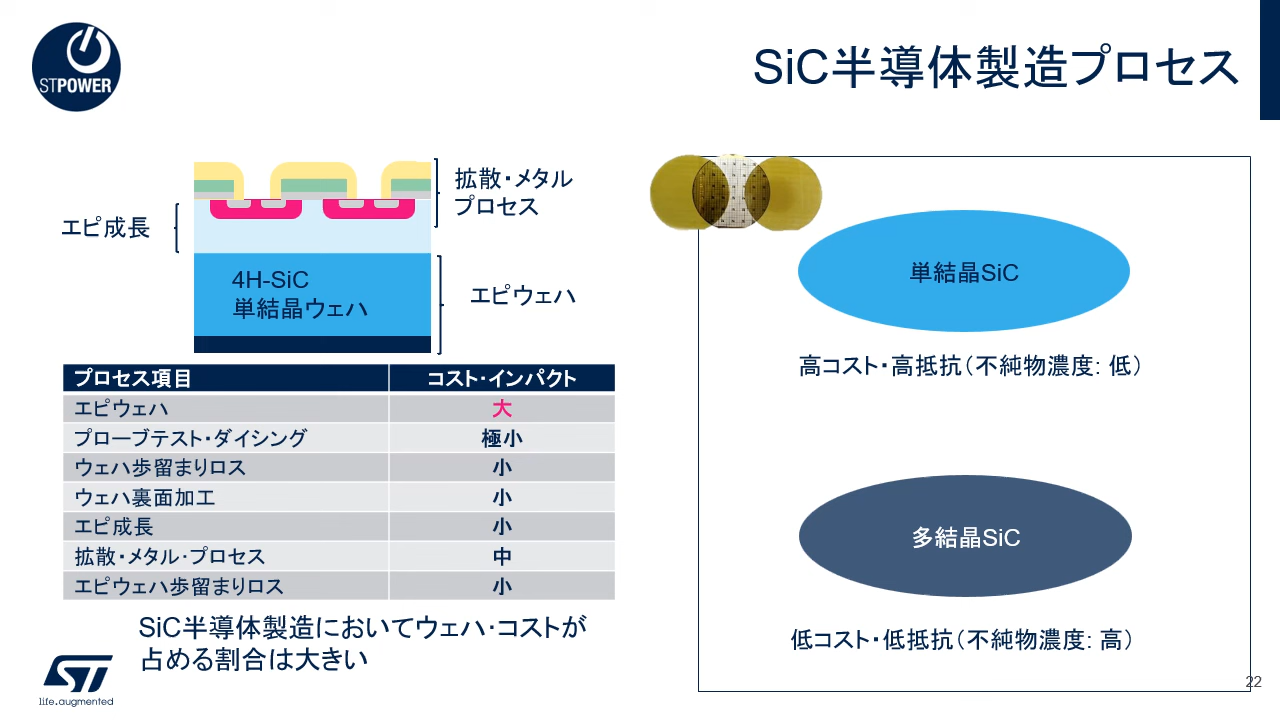 STPOWER
SiC半導体製造プロセス
拡散・メタル
プロセス
エピ成長
4H-SiC
単結晶ウェハ
エピウェハ
プロセス項目 コスト・インパクト
エピウェハ 大
プローブテスト・ダイシング 極小
ウェハ歩留まりロス 小
ウェハ裏面加工 小
エピ成長 小
拡散・メタル・プロセス 中
エピウェハ歩留まりロス 小
SiC半導体製造においてウェハ・コストが
占める割合は大きい
単結晶SiC
高コスト・高抵抗（不純物濃度: 低）
多結晶SiC
低コスト・低抵抗（不純物濃度: 高）
ST
life.augmented
22